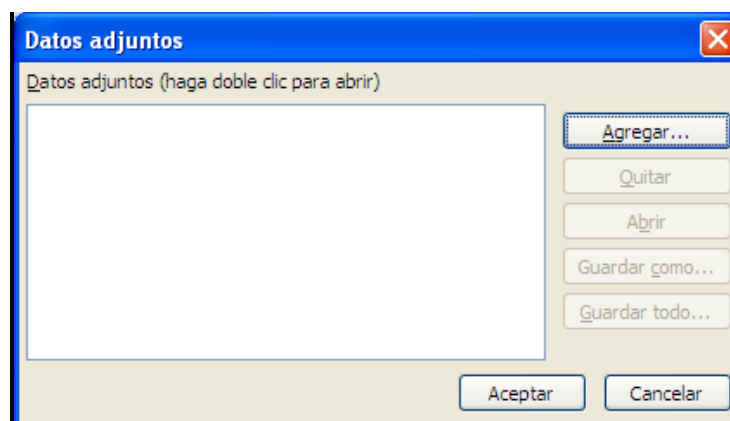 Datos adjuntos
Datos adjuntos (haga doble clic para abrir)
Agregar...
Quitar
Abrir
Guardar como...
Guardar todo...
Aceptar
Cancelar